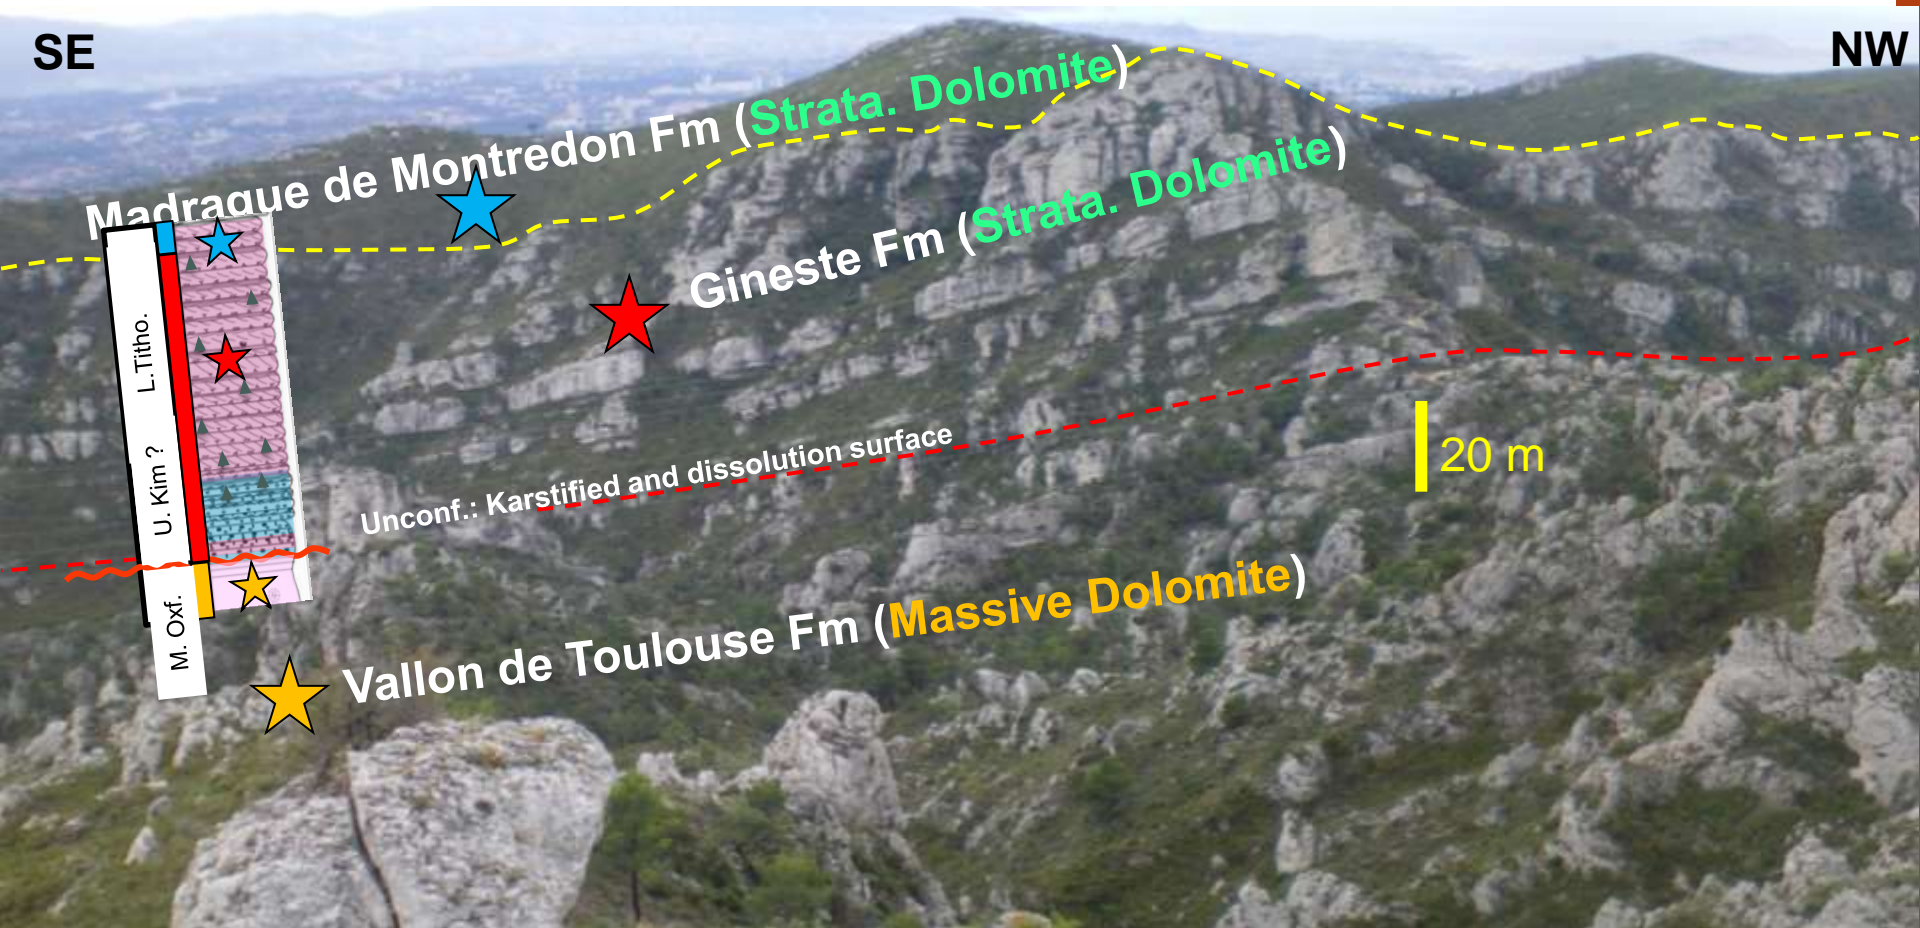 SE
NW
Madrague de Montredon Fm (Strata. Dolomite)
Gineste Fm (Strata. Dolomite)
L.Titho.
U. Kim ?
M. Oxf.
Unconf.: Karstified and dissolution surface
20 m
Vallon de Toulouse Fm (Massive Dolomite)